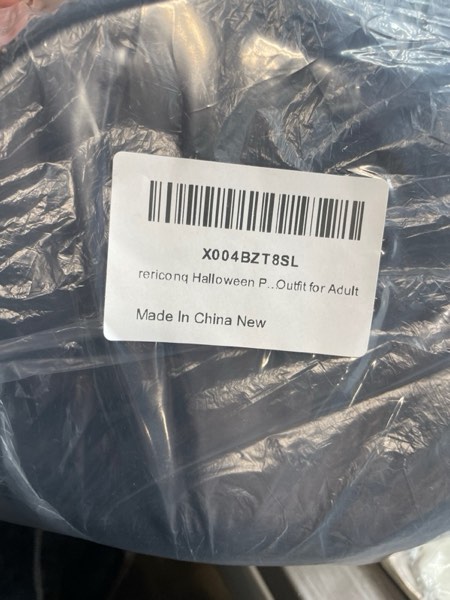 X004BZT8SL
rericonq Halloween P...Outfit for Adult
Made In China New